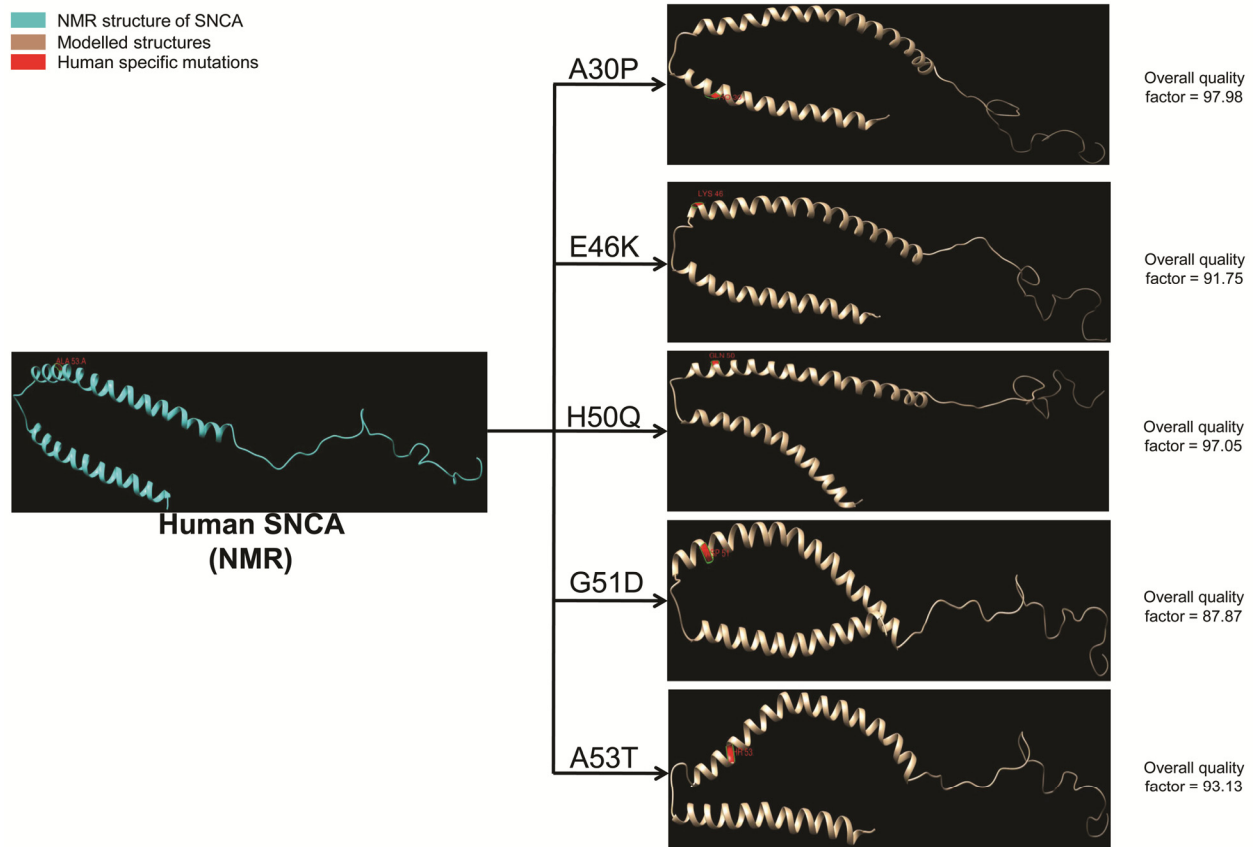 NMR structure of SNCA
Modelled structures
Human specific mutations
A30P
Overall quality
factor = 97.98
LYS 46
E46K
Overall quality
factor = 91.75
ALA 53 A
Human SNCA
(NMR)
GLN 50
H50Q
Overall quality
factor = 97.05
G51D
Overall quality
factor = 87.87
A53T
Overall quality
factor = 93.13